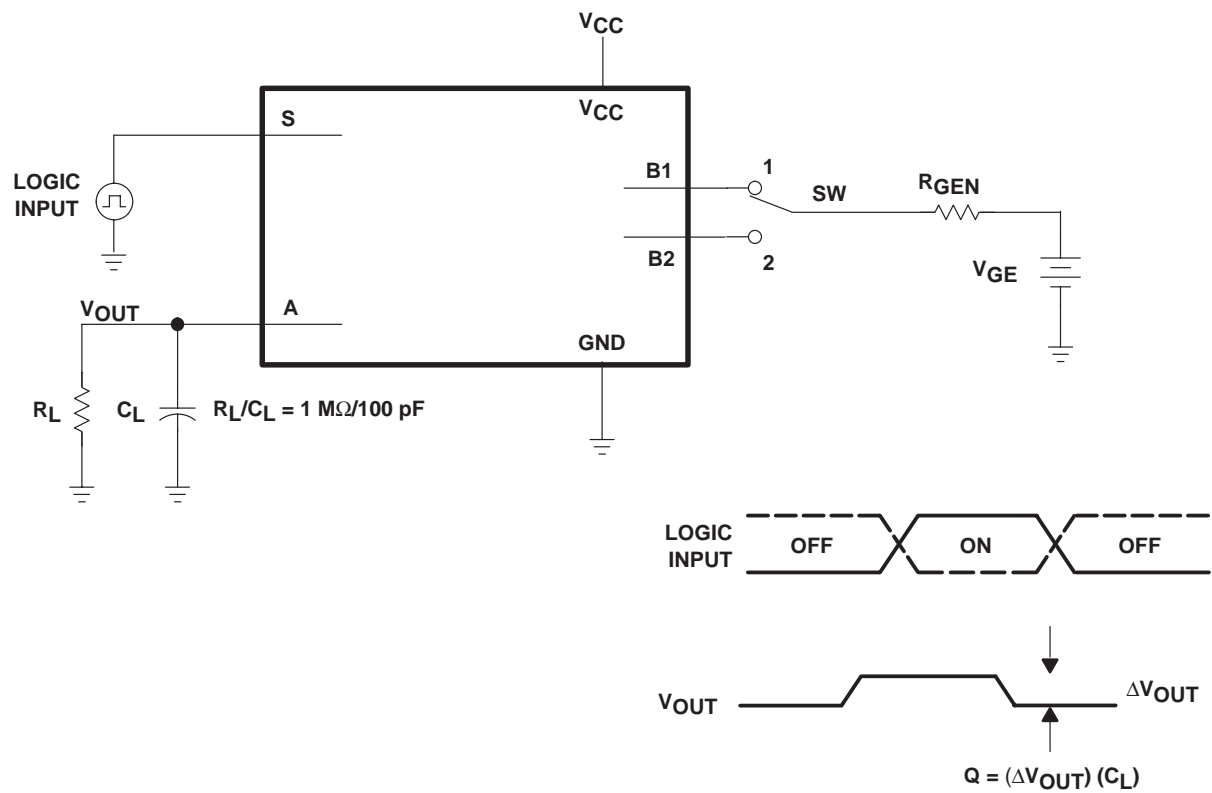 VCC
VCC
S
LOGIC
INPUT
B1
1
SW
RGEN
B2
2
VGE
VOUT
A
GND
RL
CL
RL/CL = 1 MΩ/100 pF
LOGIC
INPUT
OFF
ON
OFF
VOUT
ΔVOUT
Q = (ΔVOUT) (CL)